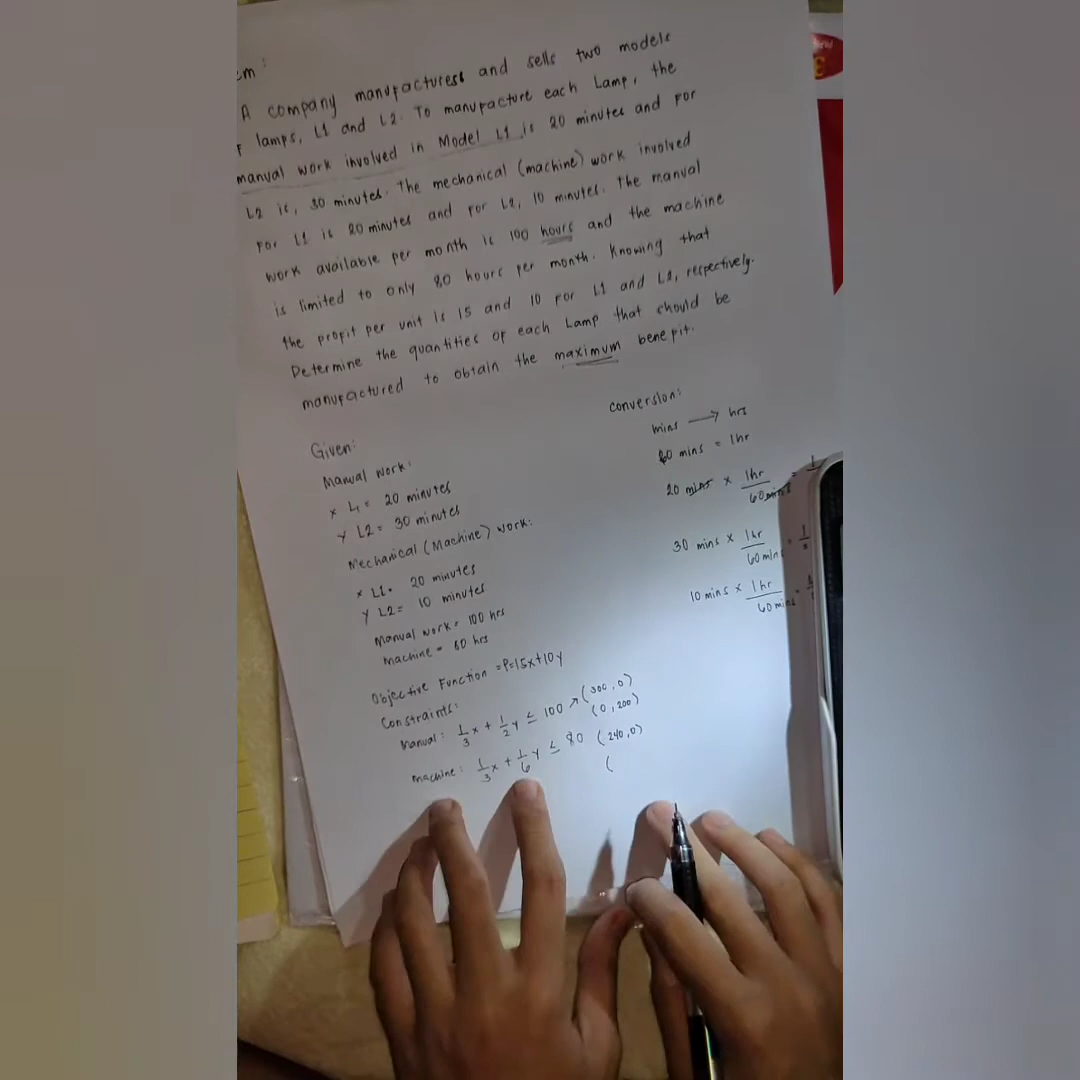 em:
A company manufacturess and sells two models
f lamps, L1 and L2. To manufacture each Lamp, the
manual work involved in Model L1 is 20 minutes and for
L2 is, 30 minutes. The mechanical (machine) work involved
For L1 is 20 minutes and for L2, 10 minutes. The manual
work available per month is 100 hours and the machine
is limited to only 80 hours per month. Knowing that
the profit per unit is 15 and 10 for L1 and L2, respectively.
Determine the quantities of each Lamp that should be
manufactured to obtain the maximum benefit.
Given:
Manual work:
x L1 = 20 minutes
y L2 = 30 minutes
Mechanical (Machine) work:
x L1 = 20 minutes
y L2 = 10 minutes
Manual work = 100 hrs
machine = 80 hrs
Objective Function = P=15x+10y
Constraints:
manual: 1/3 x + 1/2 y ≤ 100 ↗ (300,0)
(0,200)
machine: 1/3 x + 1/6 y ≤ 80 (240,0)
(
conversion:
mins → hrs
60 mins = 1hr
20 mins × 1hr/60mins =
30 mins × 1hr/60mins =
10 mins × 1hr/60mins =